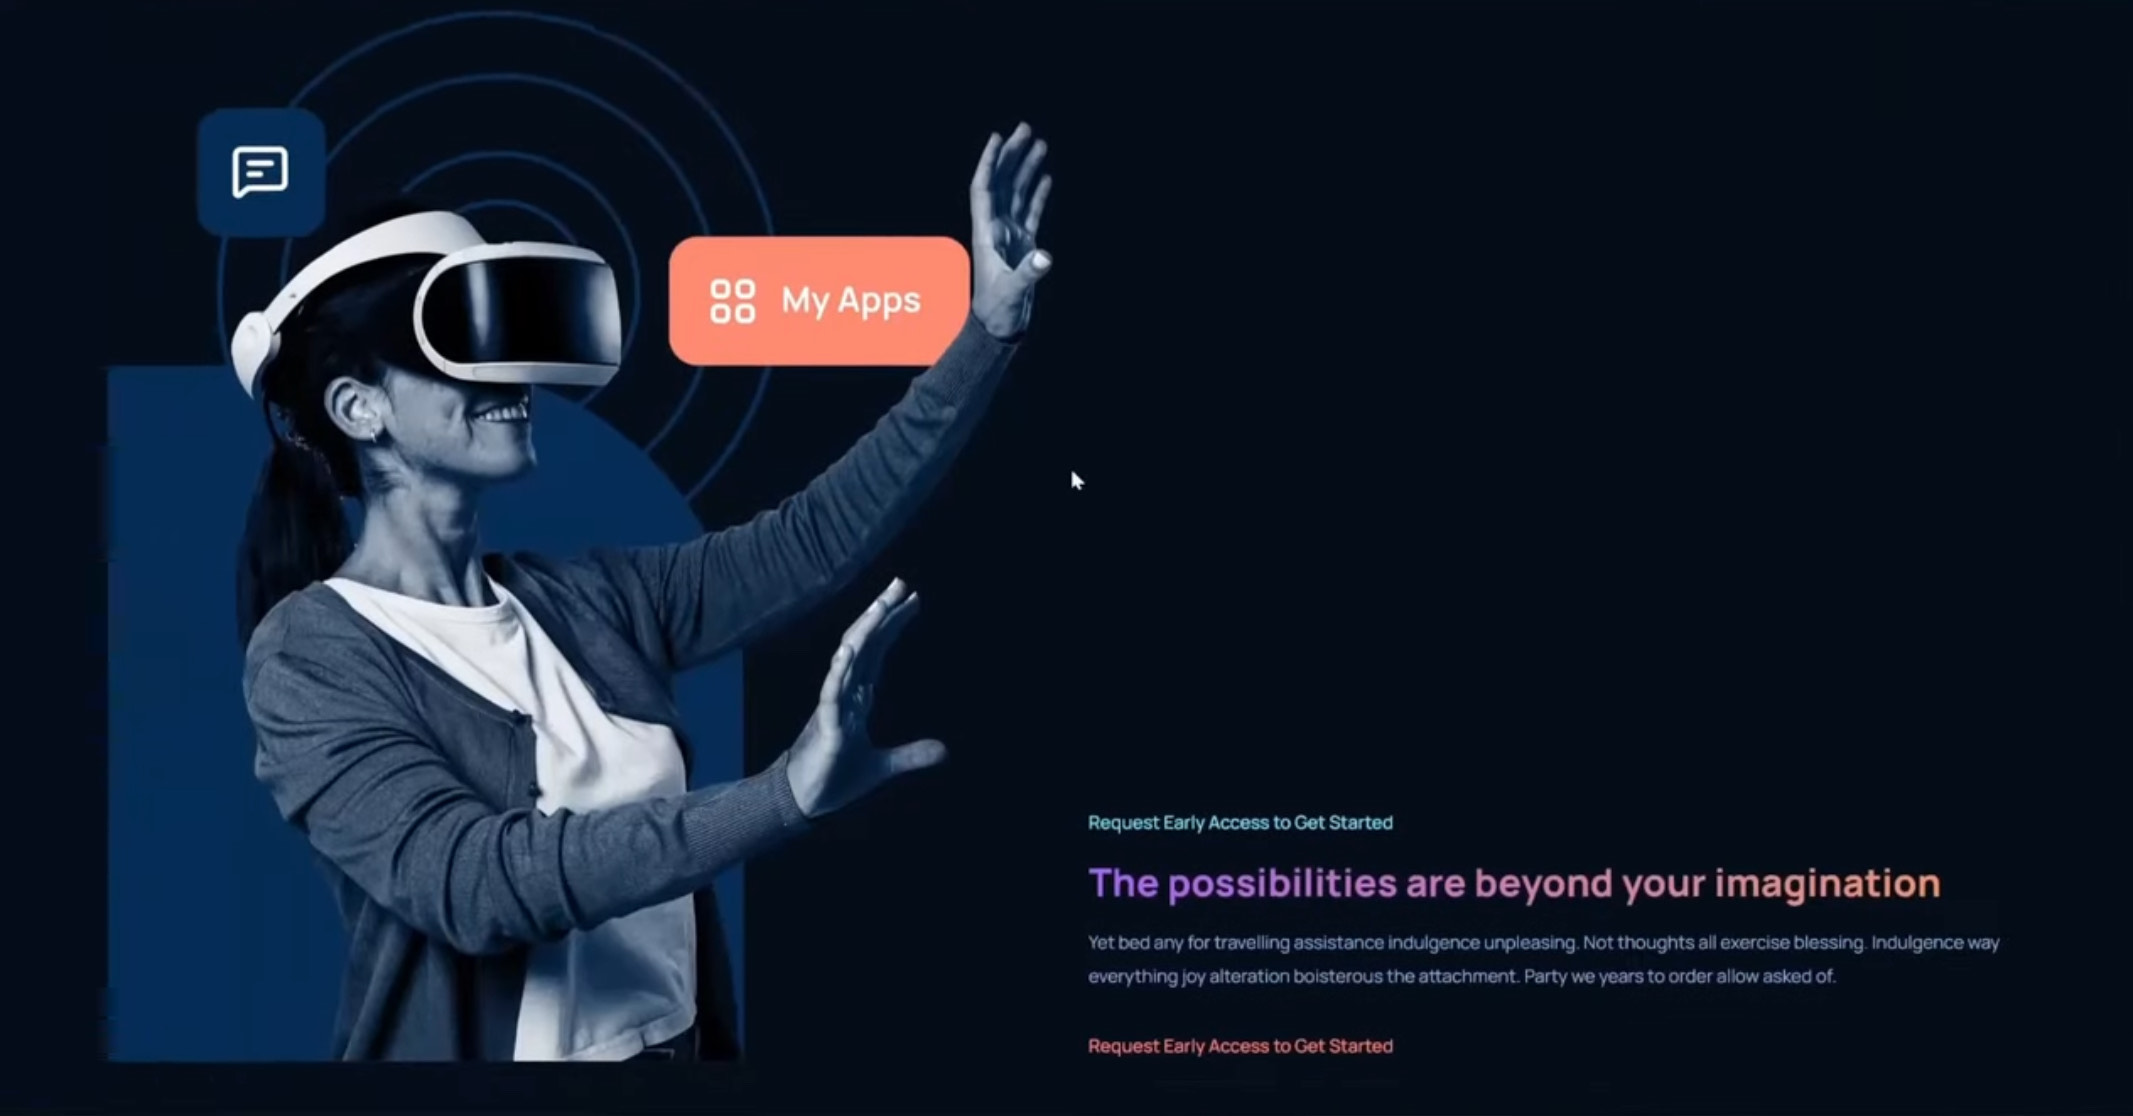 My Apps
Request Early Access to Get Started
The possibilities are beyond your imagination
Yet bed any for travelling assistance indulgence unpleasing. Not thoughts all exercise blessing. Indulgence way
everything joy alteration boisterous the attachment. Party we years to order allow asked of.
Request Early Access to Get Started